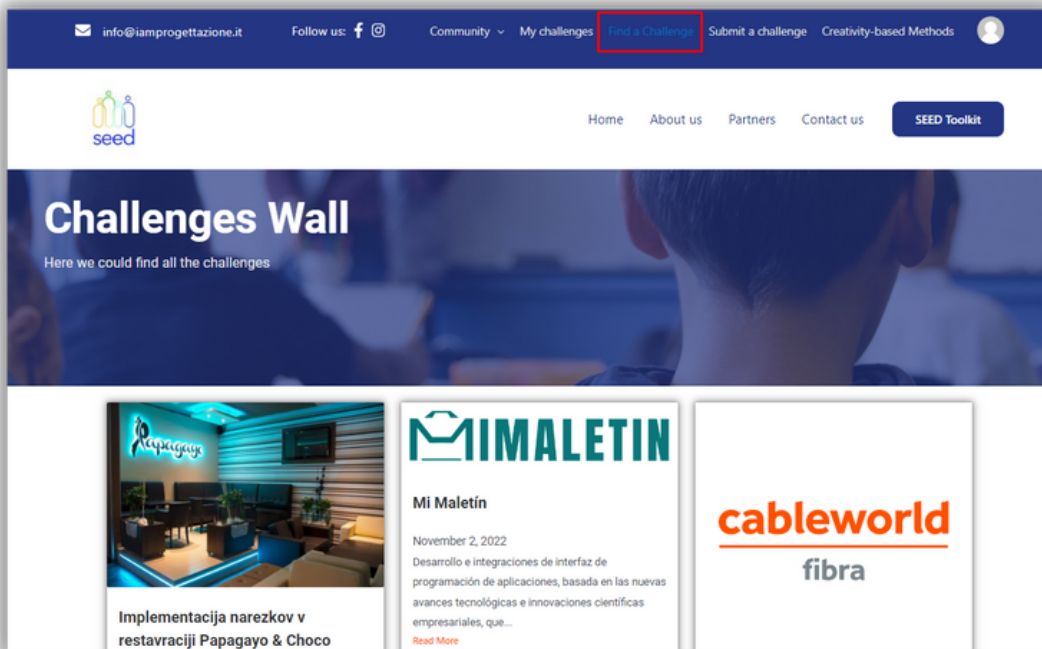 info@iamprogettazione.it Follow us: Community My challenges Find a Challenge Submit a challenge Creativity-based Methods
seed
Home About us Partners Contact us SEED Toolkit
Challenges Wall
Here we could find all the challenges
Papagayo
Implementacija narezkov v
restavraciji Papagayo & Choco
MIMALETIN
Mi Maletín
November 2, 2022
Desarrollo e integraciones de interfaz de
programación de aplicaciones, basada en las nuevas
avances tecnológicas e innovaciones científicas
empresariales, que...
Read More
cableworld
fibra